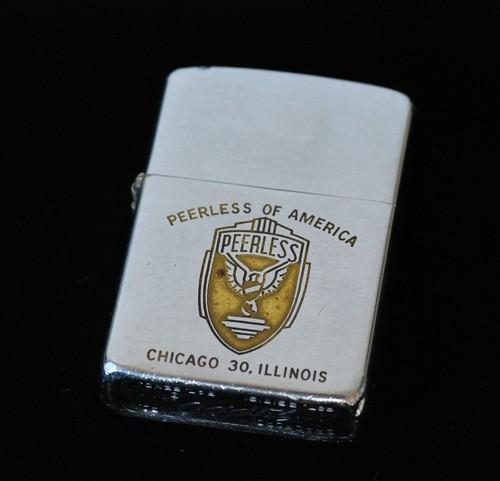 PEERLESS OF AMERICA
PEERLESS
CHICAGO 30, ILLINOIS